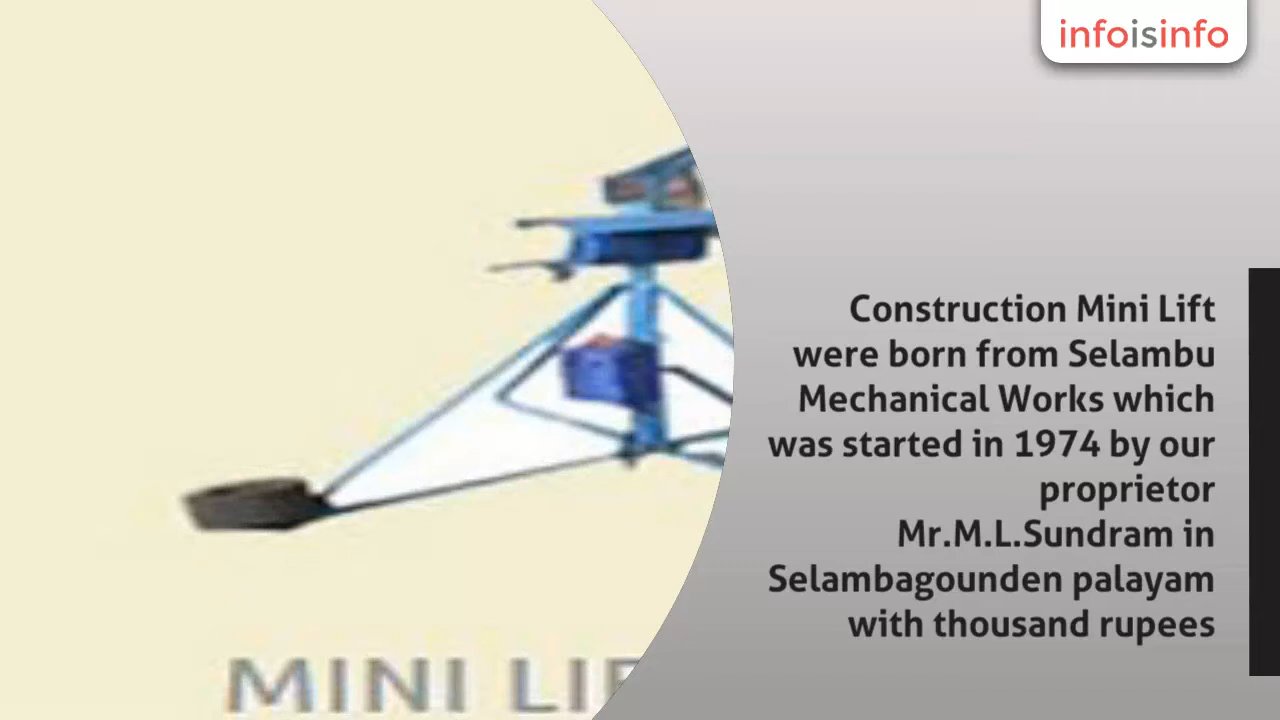 infoisinfo
Construction Mini Lift
were born from Selambu
Mechanical Works which
was started in 1974 by our
proprietor
Mr.M.L.Sundram in
Selambagounden palayam
with thousand rupees
MINI LIF